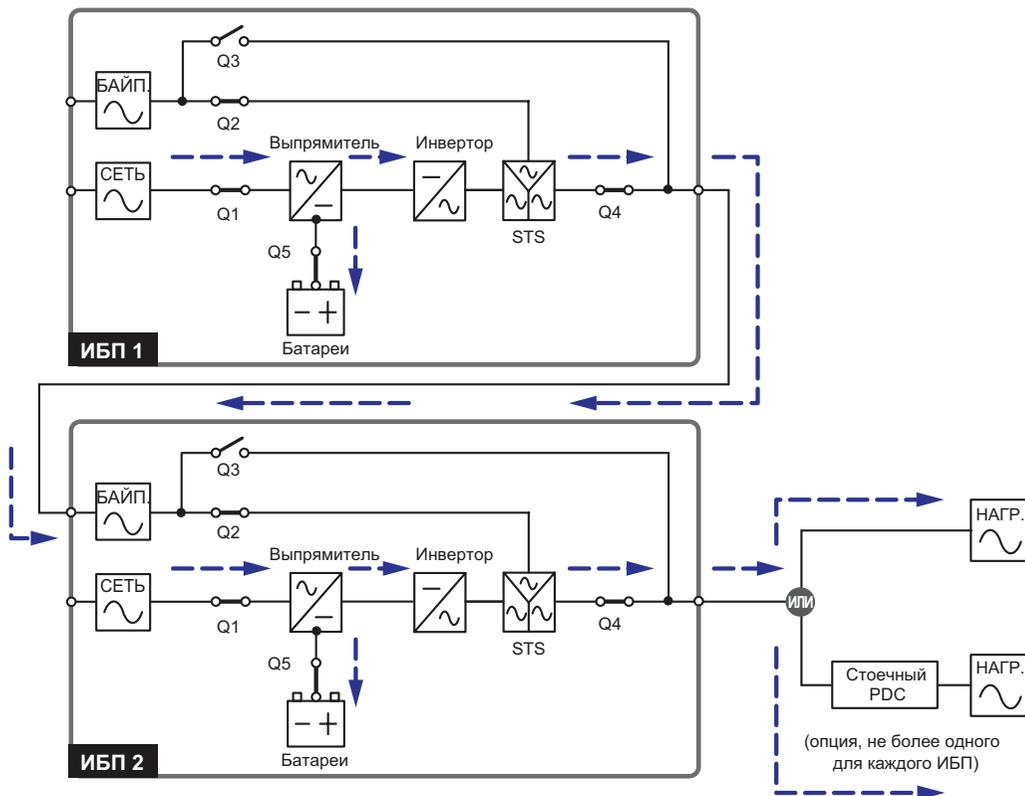 Q3
БАЙП.
Q2
Выпрямитель
Инвертор
СЕТЬ
Q1
Q4
STS
Q5
Батареи
ИБП 1
Q3
БАЙП.
Q2
Выпрямитель
Инвертор
СЕТЬ
Q1
Q4
STS
Q5
Батареи
ИБП 2
НАГР.
ИЛИ
Стоечный
PDC
НАГР.
(опция, не более одного
для каждого ИБП)